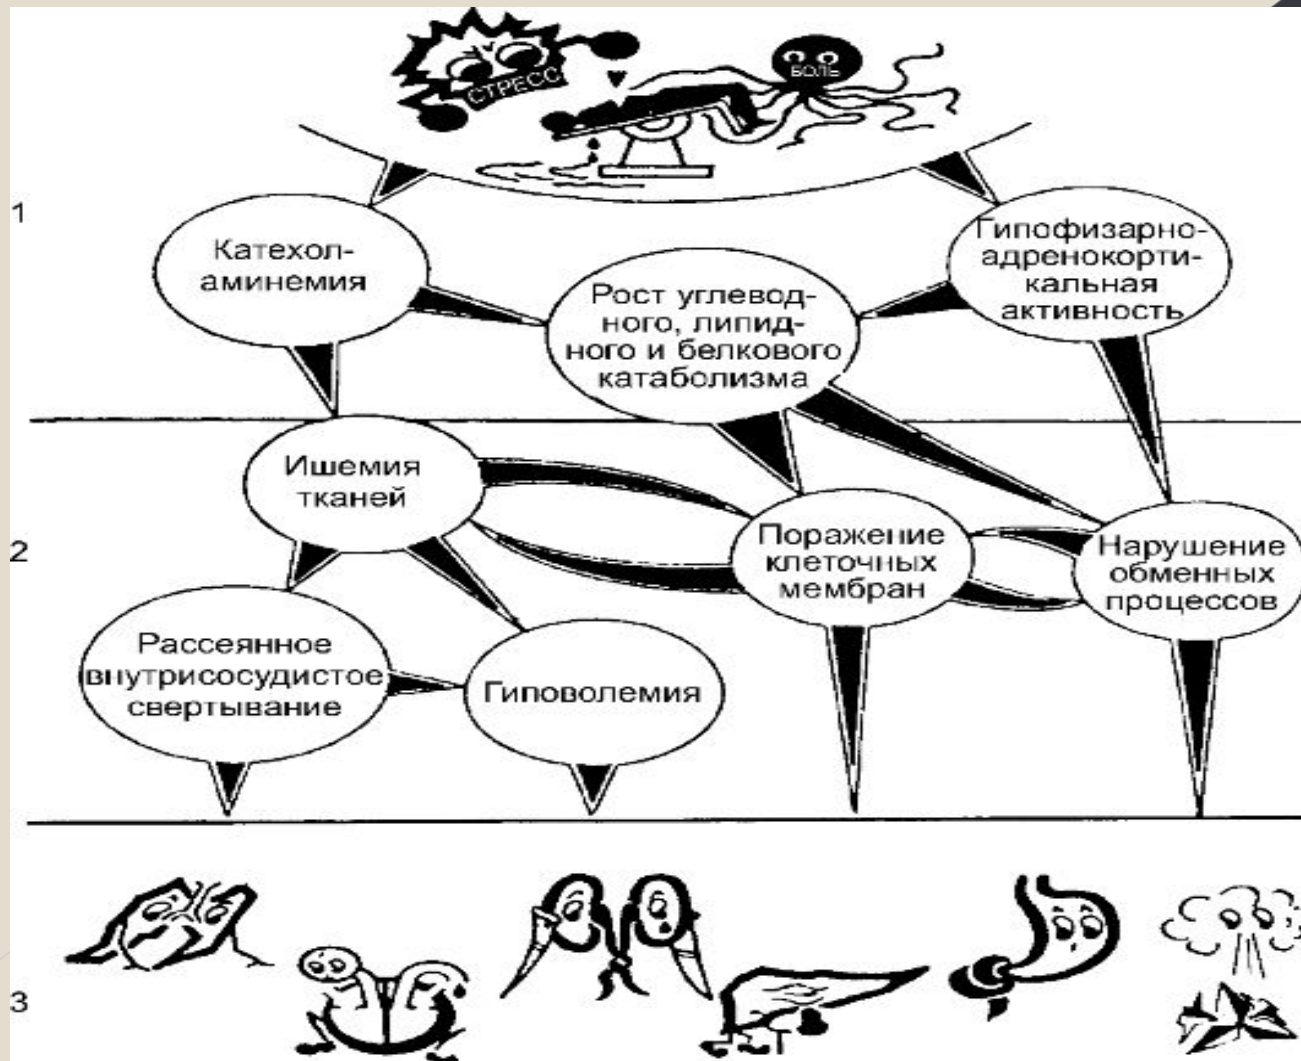 СТРЕСС
БОЛЬ
1
Катехол-
аминемия
Гипофизарно-
адренокорти-
кальная
активность
Рост углевод-
ного, липид-
ного и белкового
катаболизма
2
Ишемия
тканей
Поражение
клеточных
мембран
Нарушение
обменных
процессов
Рассеянное
внутрисосудистое
свертывание
Гиповолемия
3